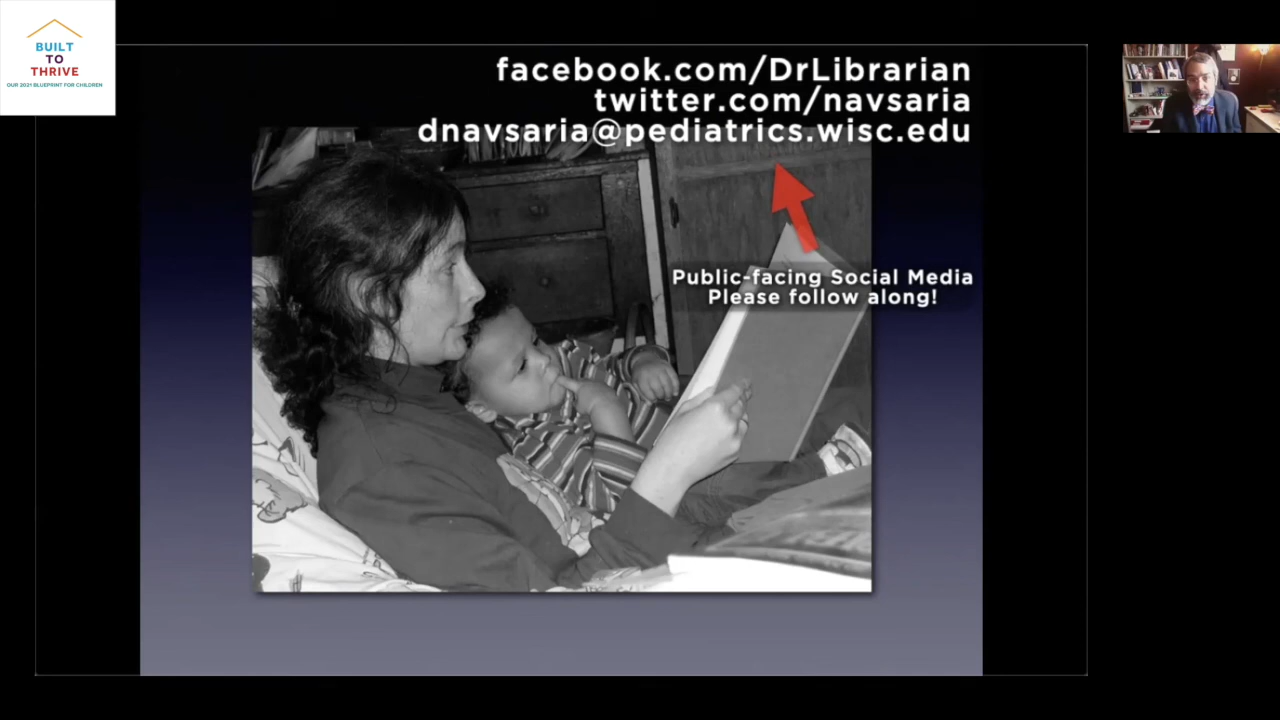 BUILT
TO
THRIVE
OUR 2021 BLUEPRINT FOR CHILDREN
facebook.com/DrLibrarian
twitter.com/navsaria
dnavsaria@pediatrics.wisc.edu
Public-facing Social Media
Please follow along!